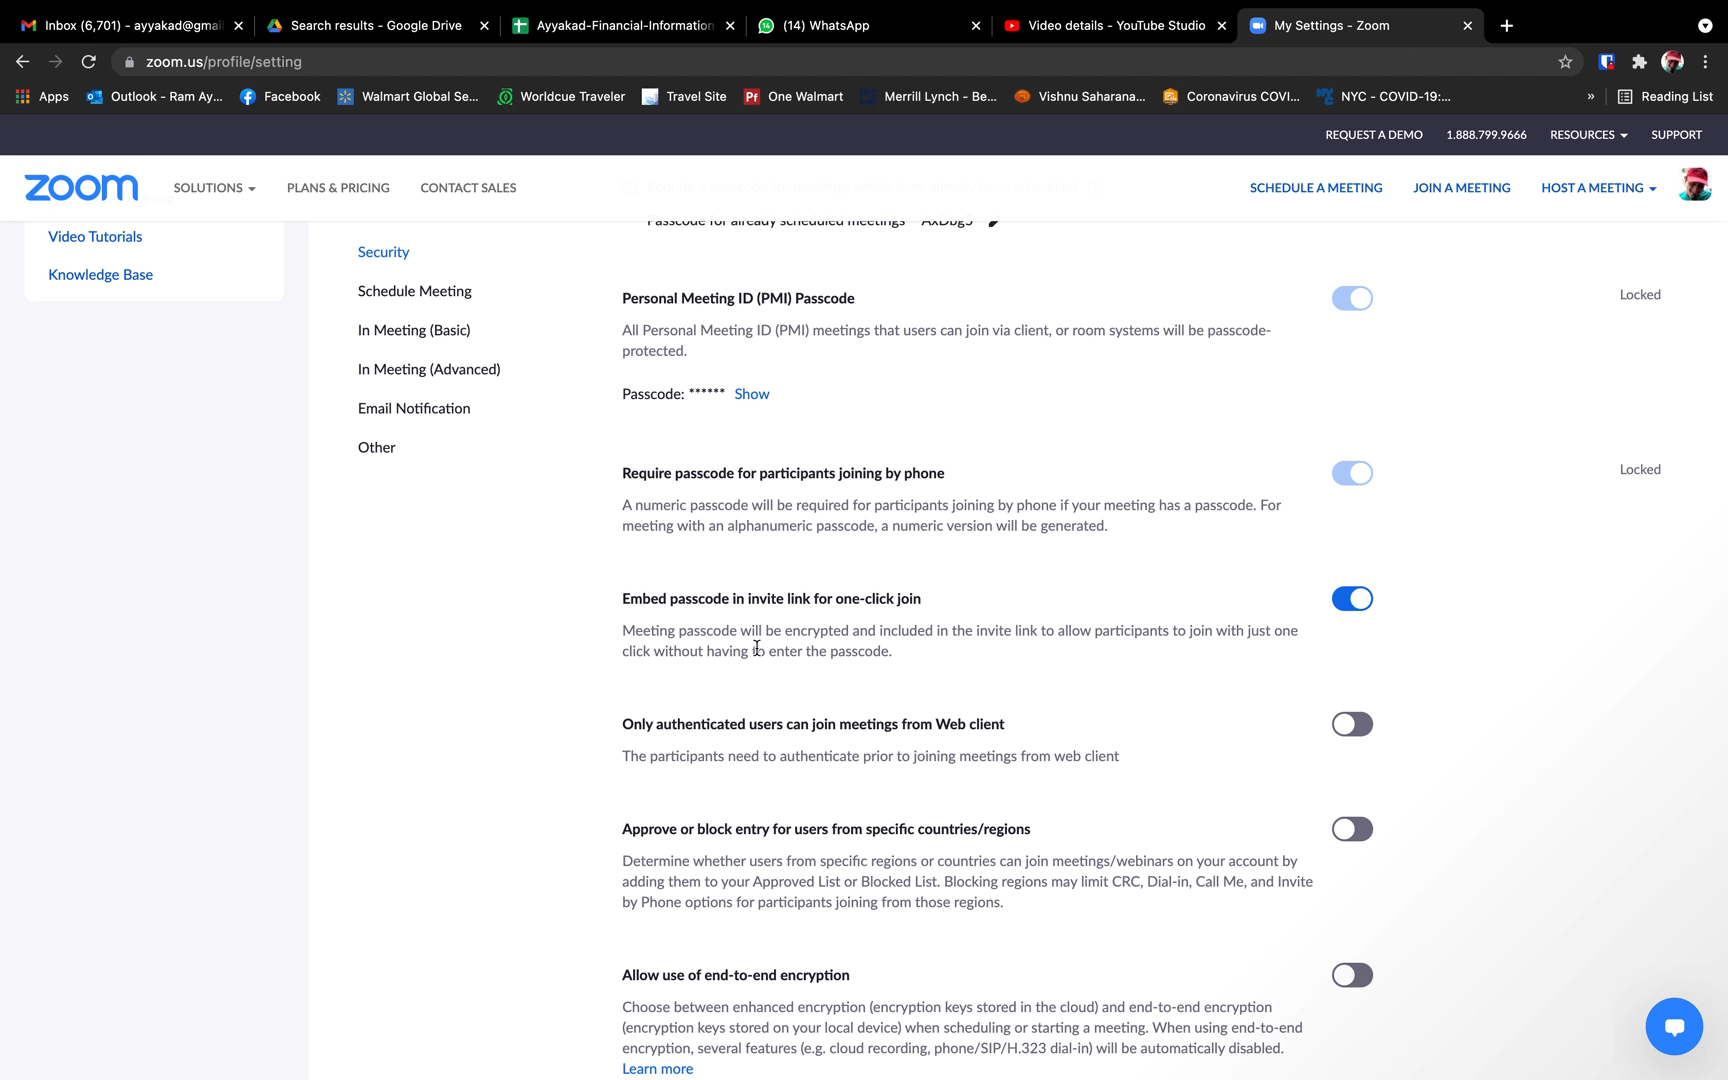 Inbox (6,701) - ayyakad@gmai
Search results - Google Drive
Ayyakad-Financial-Information
(14) WhatsApp
Video details - YouTube Studio
My Settings - Zoom
zoom.us/profile/setting
Apps
Outlook - Ram Ay...
Facebook
Walmart Global Se...
Worldcue Traveler
Travel Site
One Walmart
Merrill Lynch - Be...
Vishnu Saharana...
Coronavirus COVI...
NYC - COVID-19:...
»
Reading List
REQUEST A DEMO
1.888.799.9666
RESOURCES
SUPPORT
zoom
SOLUTIONS
PLANS & PRICING
CONTACT SALES
SCHEDULE A MEETING
JOIN A MEETING
HOST A MEETING
Video Tutorials
Knowledge Base
Security
Schedule Meeting
In Meeting (Basic)
In Meeting (Advanced)
Email Notification
Other
Require a passcode for meetings which have already been scheduled
Passcode for already scheduled meetings
Personal Meeting ID (PMI) Passcode
Locked
All Personal Meeting ID (PMI) meetings that users can join via client, or room systems will be passcode-
protected.
Passcode: ****** Show
Require passcode for participants joining by phone
Locked
A numeric passcode will be required for participants joining by phone if your meeting has a passcode. For
meeting with an alphanumeric passcode, a numeric version will be generated.
Embed passcode in invite link for one-click join
Meeting passcode will be encrypted and included in the invite link to allow participants to join with just one
click without having to enter the passcode.
Only authenticated users can join meetings from Web client
The participants need to authenticate prior to joining meetings from web client
Approve or block entry for users from specific countries/regions
Determine whether users from specific regions or countries can join meetings/webinars on your account by
adding them to your Approved List or Blocked List. Blocking regions may limit CRC, Dial-in, Call Me, and Invite
by Phone options for participants joining from those regions.
Allow use of end-to-end encryption
Choose between enhanced encryption (encryption keys stored in the cloud) and end-to-end encryption
(encryption keys stored on your local device) when scheduling or starting a meeting. When using end-to-end
encryption, several features (e.g. cloud recording, phone/SIP/H.323 dial-in) will be automatically disabled.
Learn more